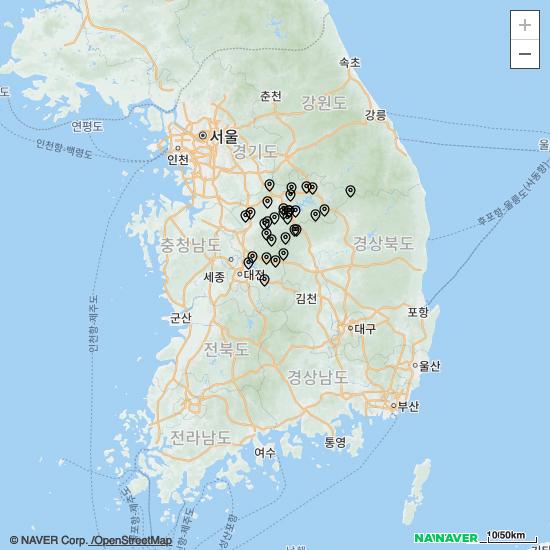 +
−
속초
춘천
강원도
강릉
도
연평도
서울
인천
경기도
울
인천항-백령도
후포항-울릉도(사동항)
충청남도
경상북도
세종
대전
김천
군산
포항
대구
인천항-제주도
전북도
울산
경상남도
부산
전라남도
여수
통영
© NAVER Corp. /OpenStreetMap
NAVER
10/50km